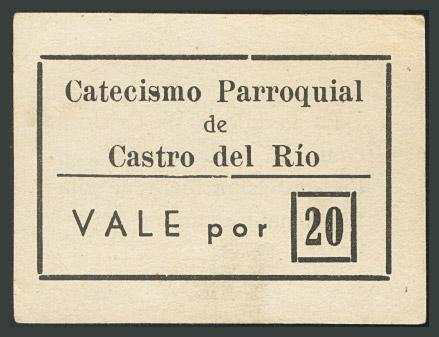 Catecismo Parroquial
de
Castro del Río
VALE por 20